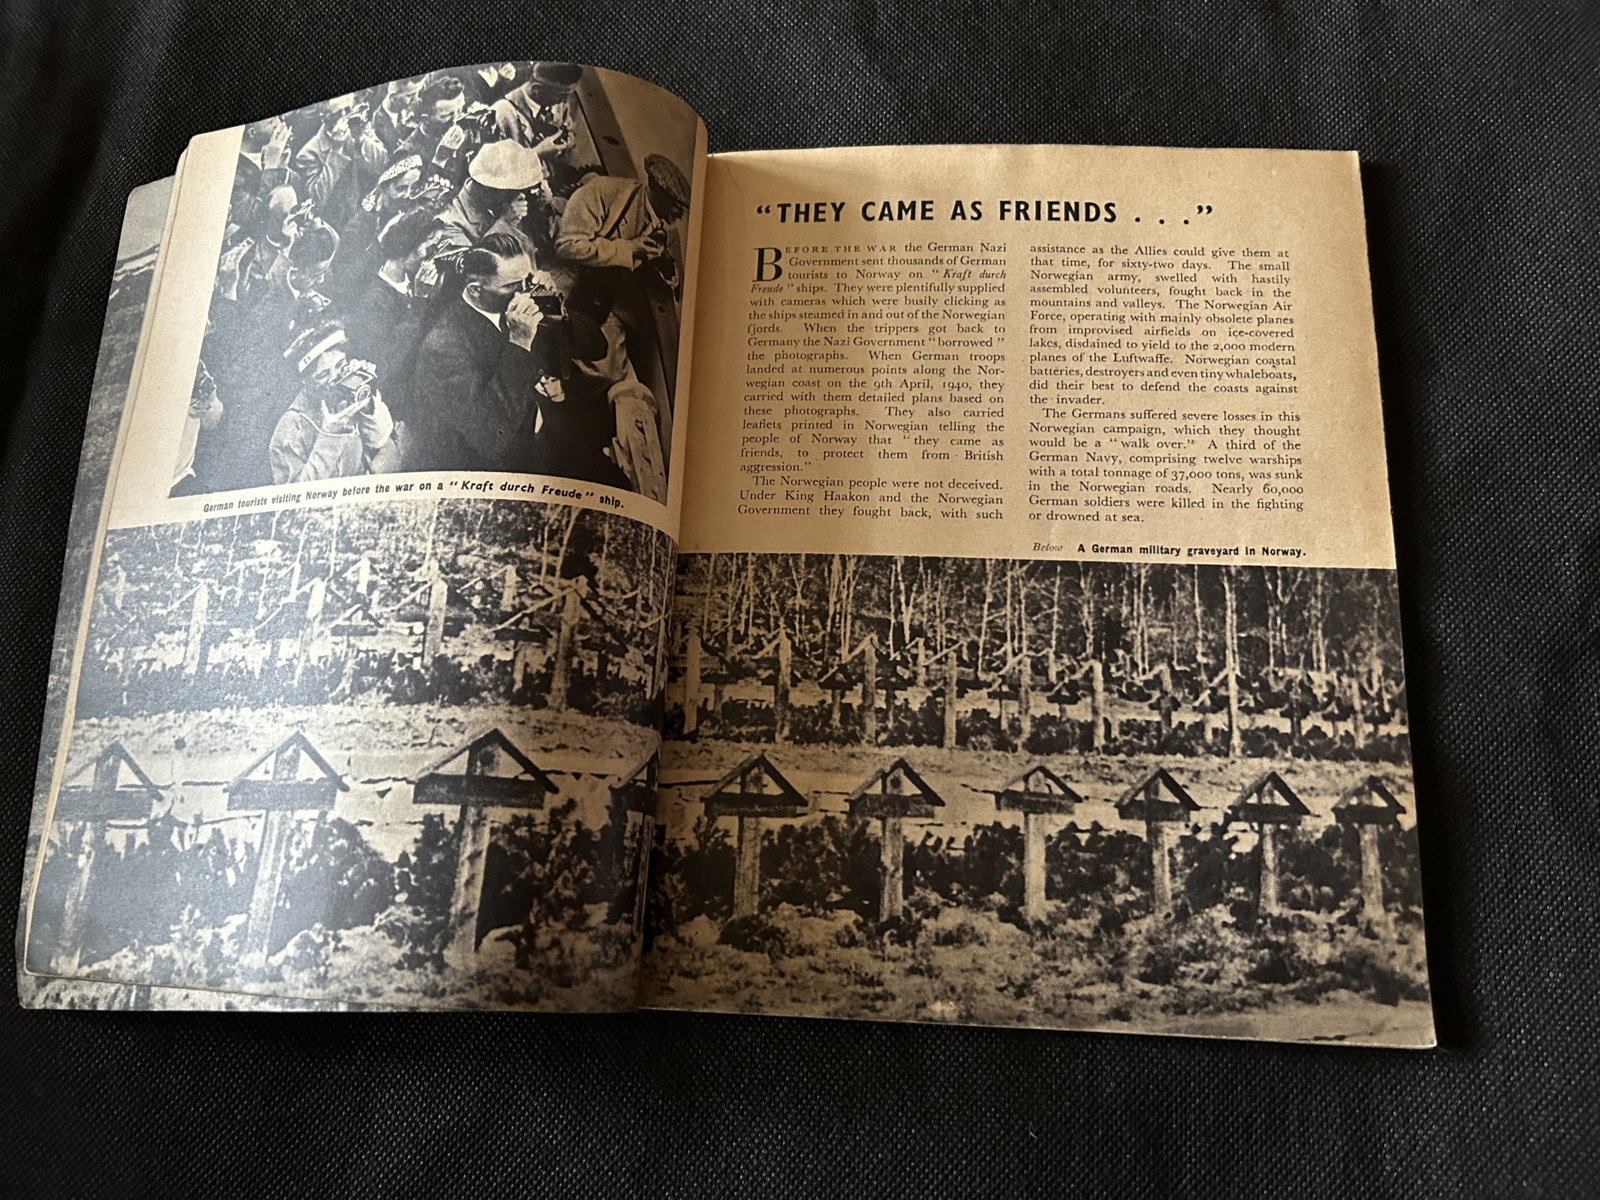 German tourists visiting Norway before the war on a "Kraft durch Freude" ship.
"THEY CAME AS FRIENDS . . ."
BEFORE THE WAR the German Nazi
Government sent thousands of German
tourists to Norway on "Kraft durch
Freude" ships. They were plentifully supplied
with cameras which were busily clicking as
the ships steamed in and out of the Norwegian
fjords. When the trippers got back to
Germany the Nazi Government "borrowed"
the photographs. When German troops
landed at numerous points along the Nor-
wegian coast on the 9th April, 1940, they
carried with them detailed plans based on
these photographs. They also carried
leaflets printed in Norwegian telling the
people of Norway that "they came as
friends, to protect them from British
aggression."
The Norwegian people were not deceived.
Under King Haakon and the Norwegian
Government they fought back, with such
assistance as the Allies could give them at
that time, for sixty-two days. The small
Norwegian army, swelled with hastily
assembled volunteers, fought back in the
mountains and valleys. The Norwegian Air
Force, operating with mainly obsolete planes
from improvised airfields on ice-covered
lakes, disdained to yield to the 2,000 modern
planes of the Luftwaffe. Norwegian coastal
batteries, destroyers and even tiny whaleboats,
did their best to defend the coasts against
the invader.
The Germans suffered severe losses in this
Norwegian campaign, which they thought
would be a "walk over." A third of the
German Navy, comprising twelve warships
with a total tonnage of 37,000 tons, was sunk
in the Norwegian roads. Nearly 60,000
German soldiers were killed in the fighting
or drowned at sea.
Below A German military graveyard in Norway.